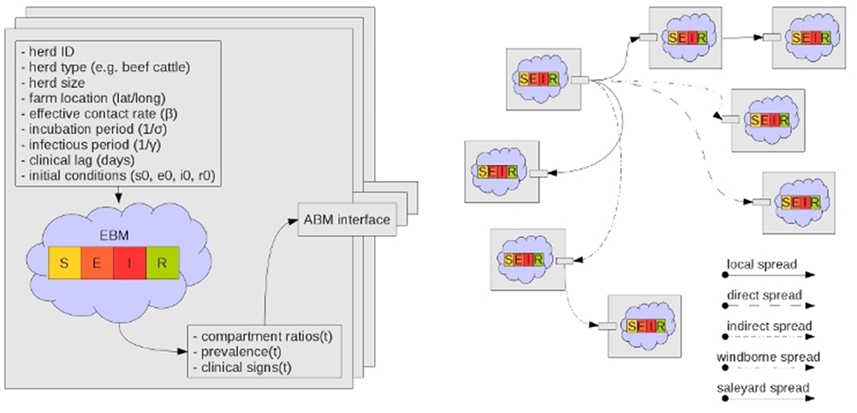 - herd ID
- herd type (e.g. beef cattle)
- herd size
- farm location (lat/long)
- effective contact rate (β)
- incubation period (1/σ)
- infectious period (1/γ)
- clinical lag (days)
- initial conditions (s0, e0, i0, r0)
EBM
S E I R
ABM interface
- compartment ratios(t)
- prevalence(t)
- clinical signs(t)
SEIR
SEIR
SEIR
SEIR
SEIR
SEIR
SEIR
SEIR
local spread
direct spread
indirect spread
windborne spread
saleyard spread